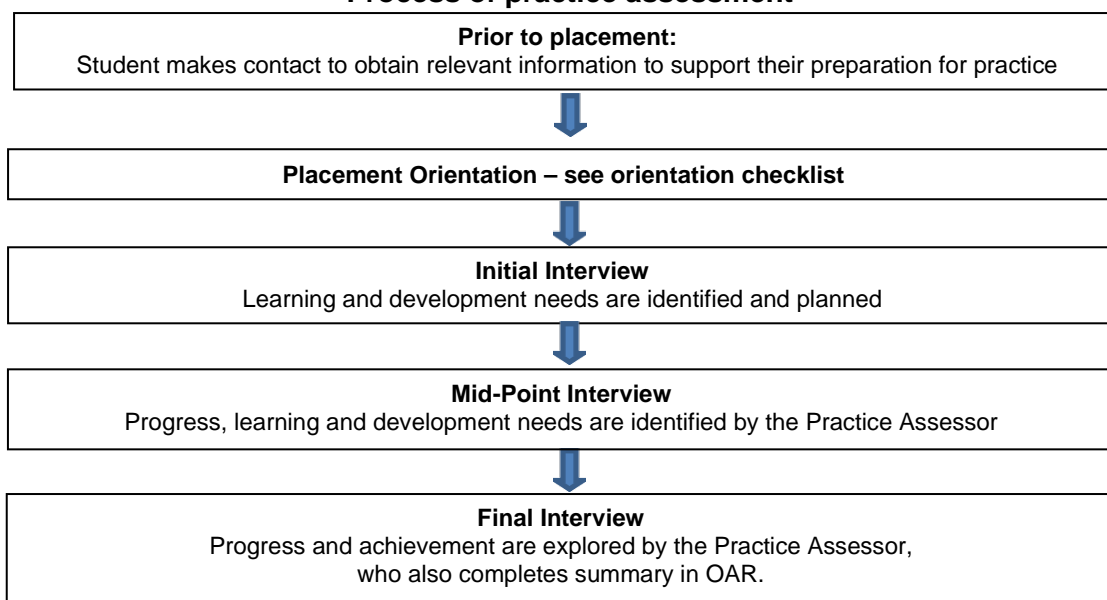 Process of practice assessment
Prior to placement:
Student makes contact to obtain relevant information to support their preparation for practice
Placement Orientation – see orientation checklist
Initial Interview
Learning and development needs are identified and planned
Mid-Point Interview
Progress, learning and development needs are identified by the Practice Assessor
Final Interview
Progress and achievement are explored by the Practice Assessor,
who also completes summary in OAR.